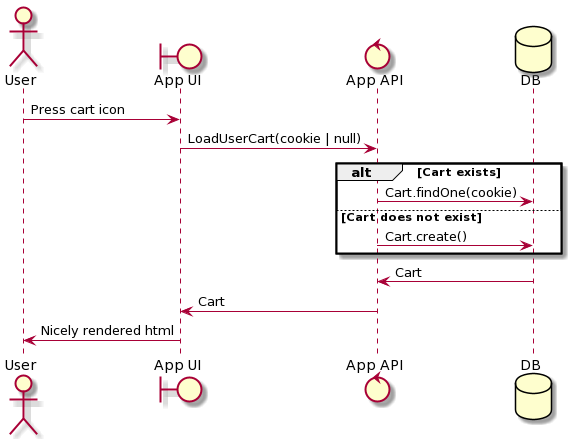 User
App UI
App API
DB
Press cart icon
LoadUserCart(cookie | null)
alt [Cart exists]
Cart.findOne(cookie)
[Cart does not exist]
Cart.create()
Cart
Cart
Nicely rendered html
User
App UI
App API
DB